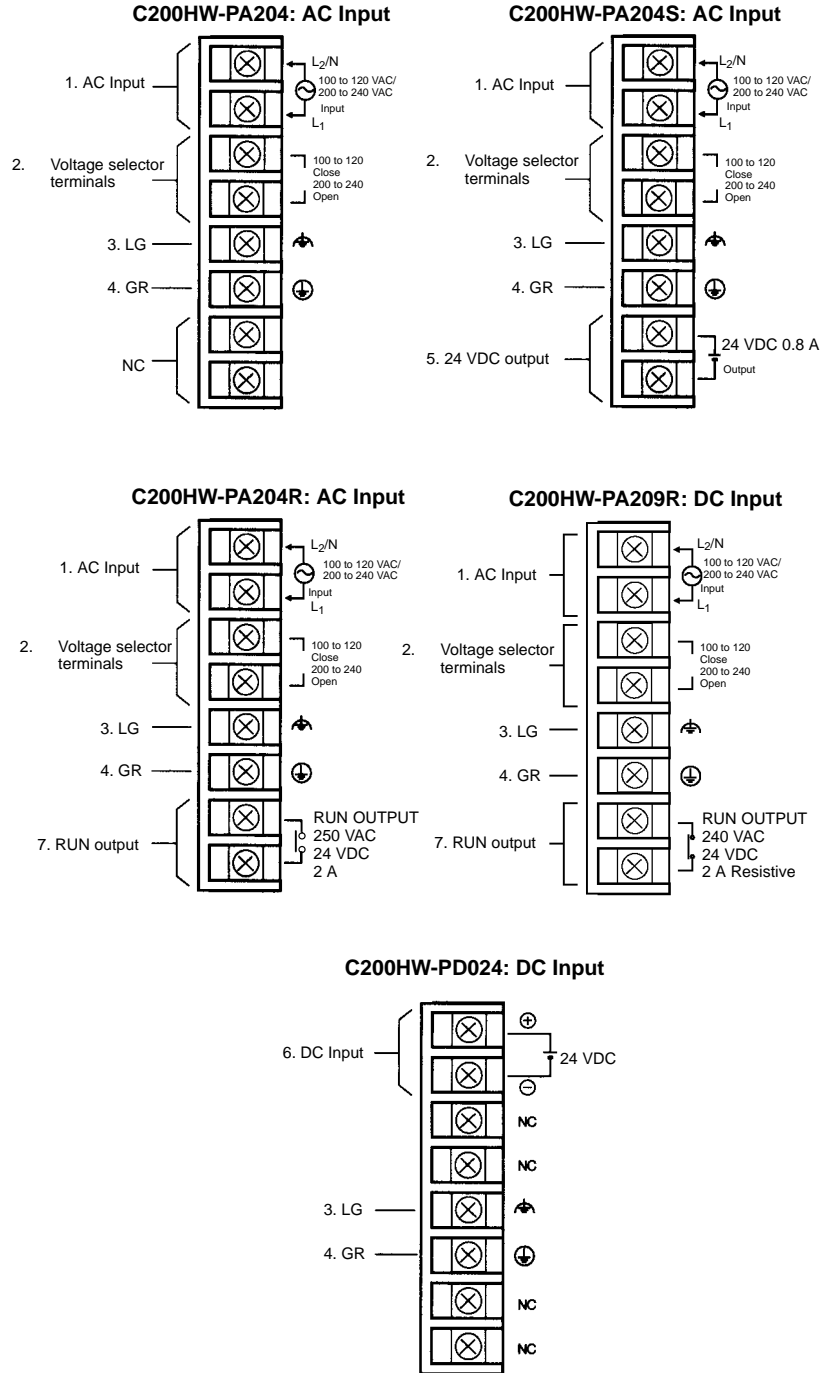 C200HW-PA204: AC Input
1. AC Input
L2/N
100 to 120 VAC/
200 to 240 VAC
Input
L1
2. Voltage selector
terminals
100 to 120
Close
200 to 240
Open
3. LG
4. GR
NC
C200HW-PA204S: AC Input
1. AC Input
L2/N
100 to 120 VAC/
200 to 240 VAC
Input
L1
2. Voltage selector
terminals
100 to 120
Close
200 to 240
Open
3. LG
4. GR
5. 24 VDC output
24 VDC 0.8 A
Output
C200HW-PA204R: AC Input
1. AC Input
L2/N
100 to 120 VAC/
200 to 240 VAC
Input
L1
2. Voltage selector
terminals
100 to 120
Close
200 to 240
Open
3. LG
4. GR
7. RUN output
RUN OUTPUT
250 VAC
24 VDC
2 A
C200HW-PA209R: DC Input
1. AC Input
L2/N
100 to 120 VAC/
200 to 240 VAC
Input
L1
2. Voltage selector
terminals
100 to 120
Close
200 to 240
Open
3. LG
4. GR
7. RUN output
RUN OUTPUT
240 VAC
24 VDC
2 A Resistive
C200HW-PD024: DC Input
6. DC Input
+
24 VDC
−
NC
NC
3. LG
4. GR
NC
NC